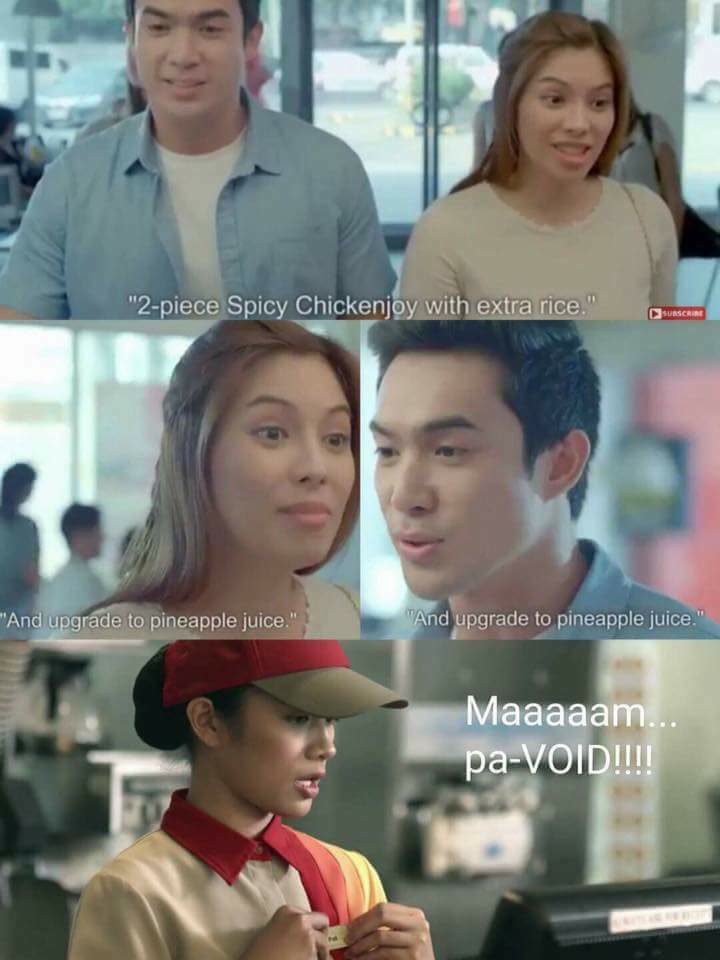 "2-piece Spicy Chickenjoy with extra rice."
SUBSCRIBE
"And upgrade to pineapple juice."
"And upgrade to pineapple juice."
Maaaaam...
pa-VOID!!!!